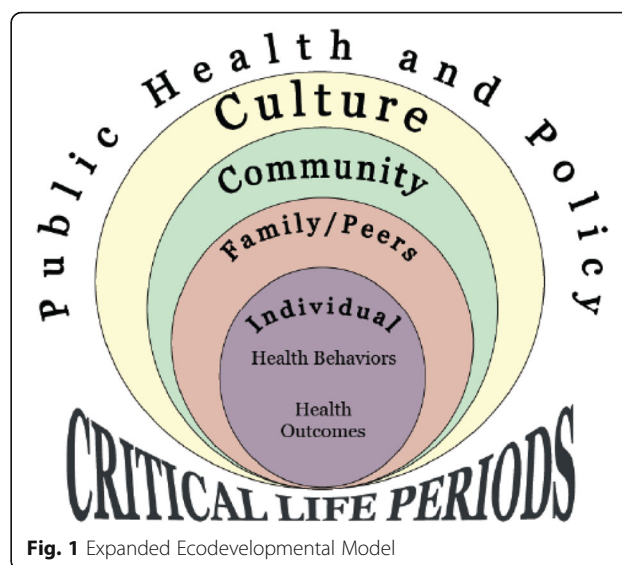 Public Health and Policy
Culture
Community
Family/Peers
Individual
Health Behaviors
Health
Outcomes
CRITICAL LIFE PERIODS
Fig. 1 Expanded Ecodevelopmental Model